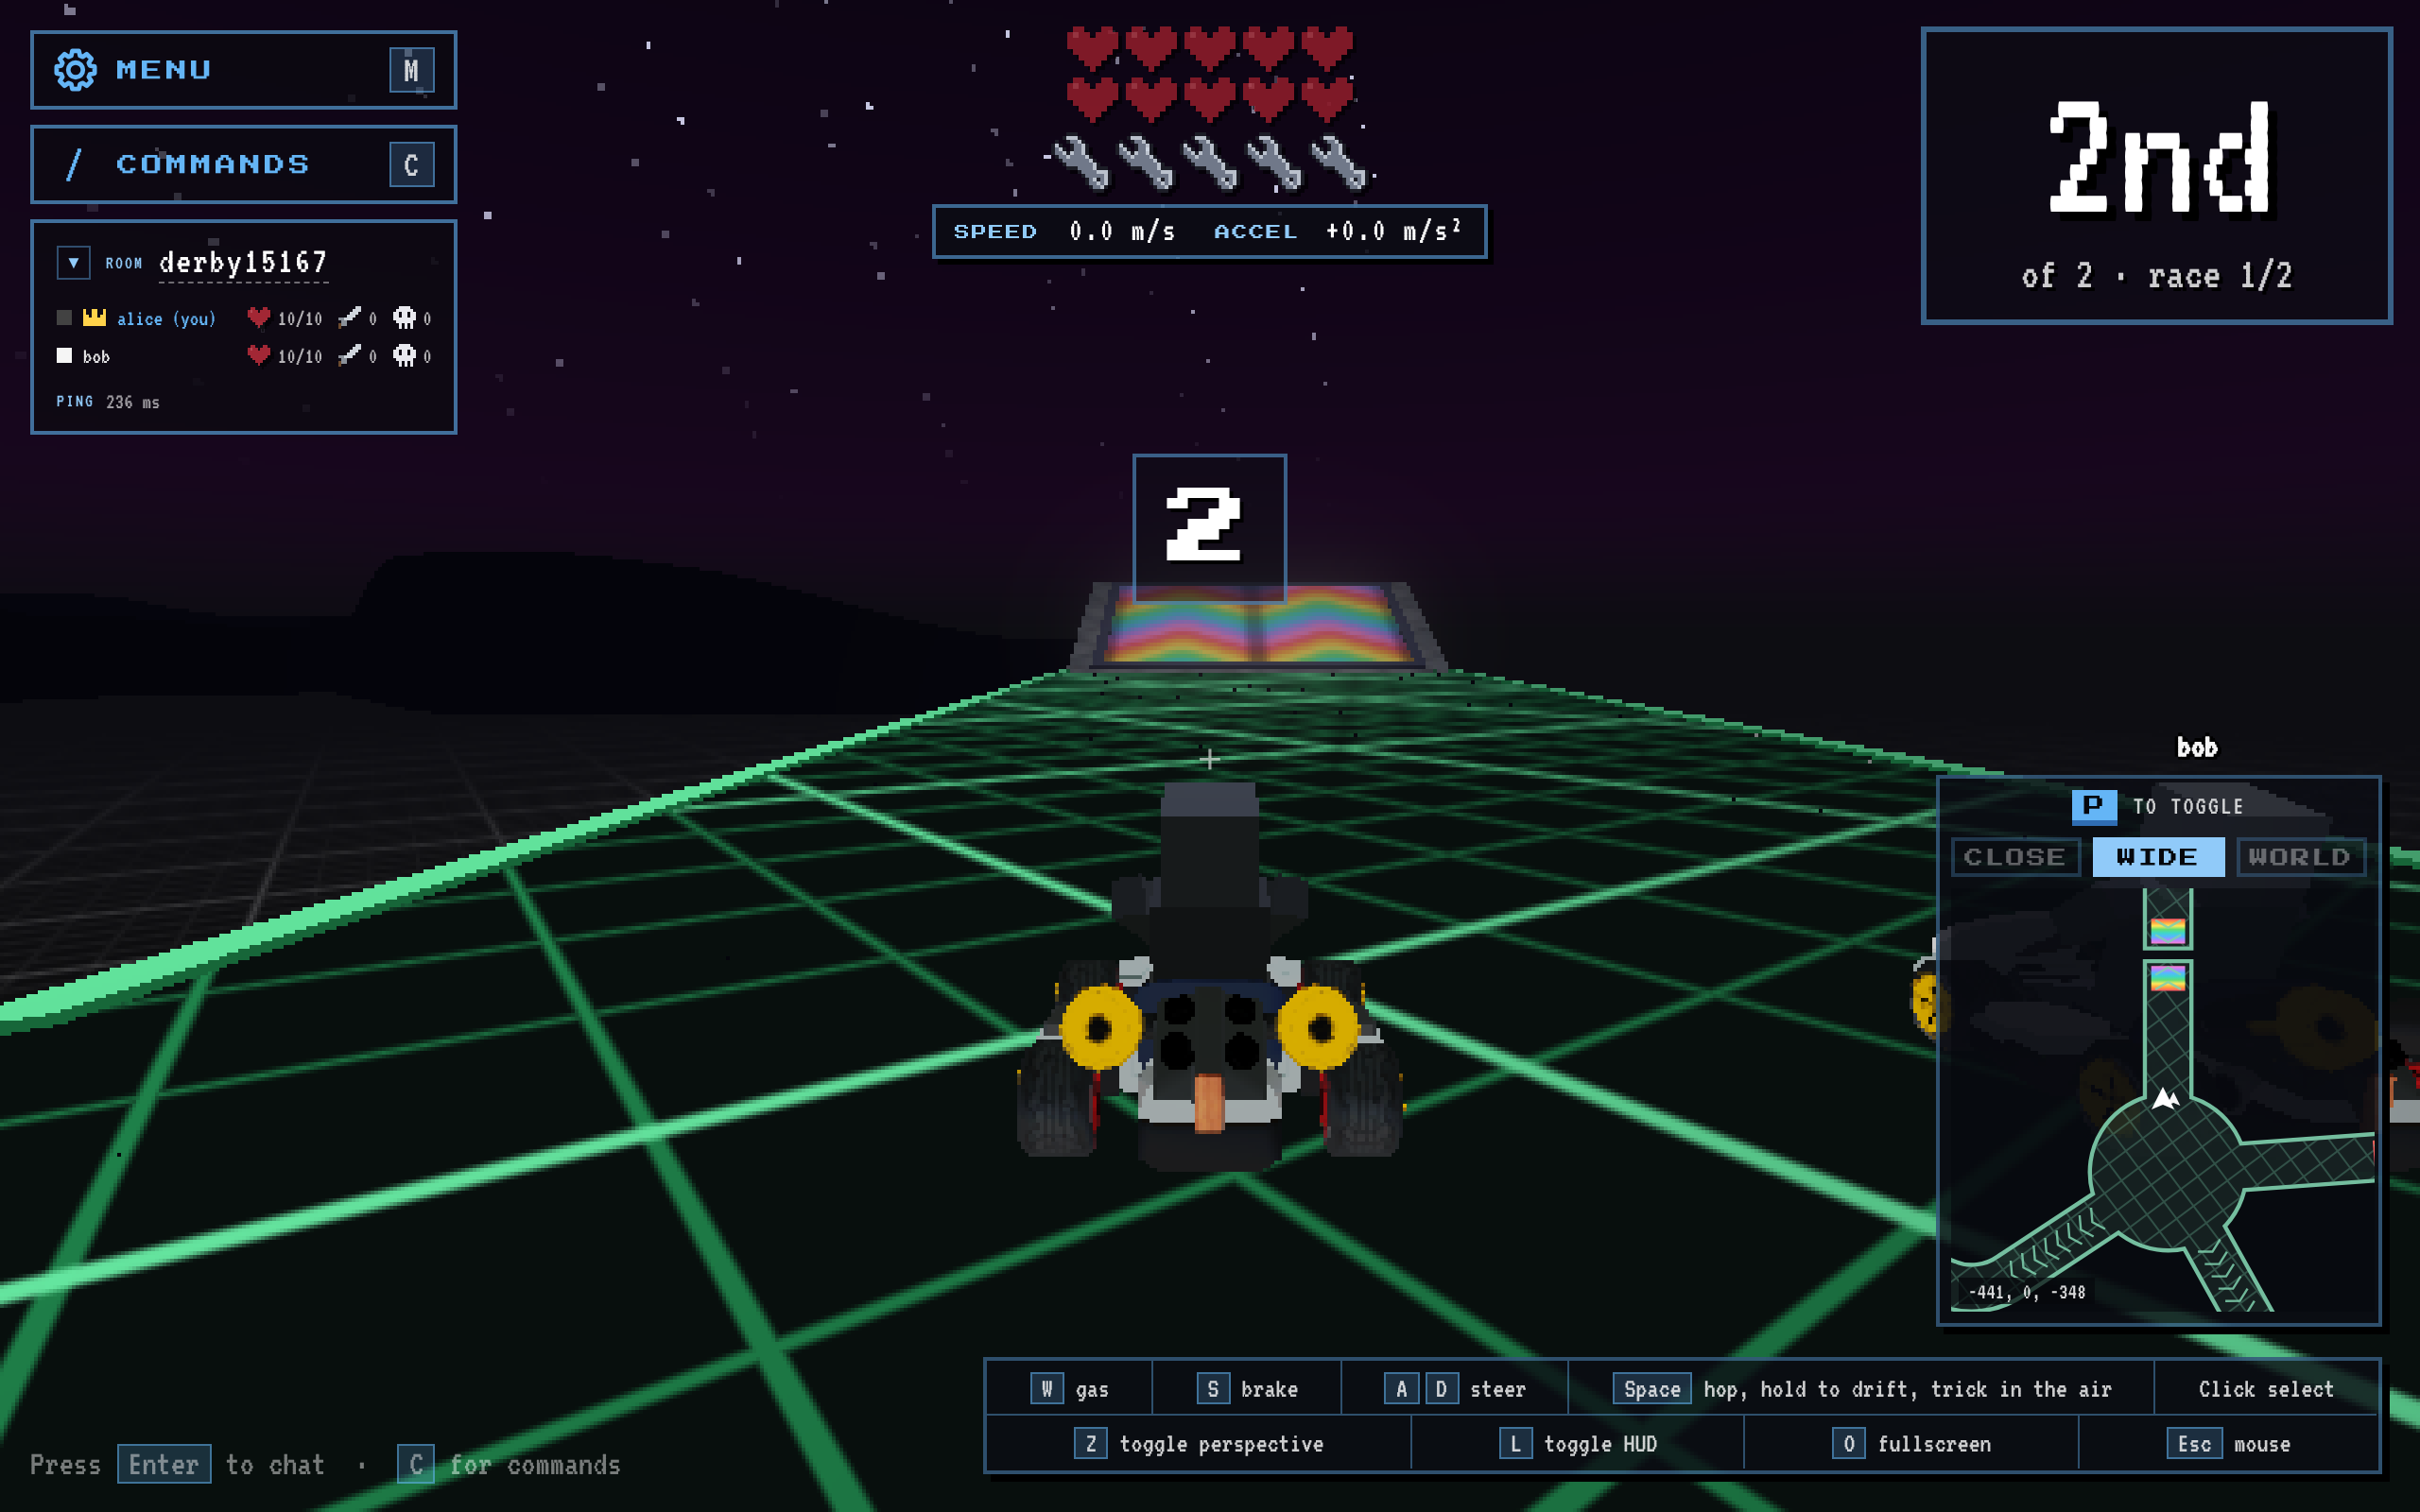 MENU M
/ COMMANDS C
▼ ROOM derby15167
alice (you) 10/10 0 0
bob 10/10 0 0
PING 236 ms
SPEED 0.0 m/s ACCEL +0.0 m/s²
2nd
of 2 · race 1/2
2
bob
P TO TOGGLE
CLOSE WIDE WORLD
-441, 0, -348
W gas S brake A D steer Space hop, hold to drift, trick in the air Click select
Z toggle perspective L toggle HUD O fullscreen Esc mouse
Press Enter to chat · C for commands